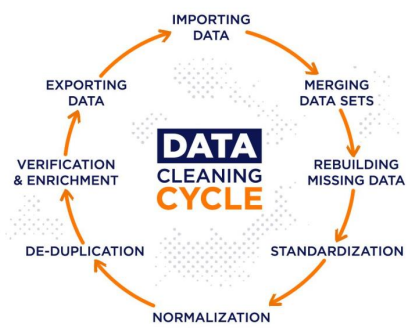 IMPORTING
DATA
MERGING
DATA SETS
REBUILDING
MISSING DATA
STANDARDIZATION
NORMALIZATION
DE-DUPLICATION
VERIFICATION
& ENRICHMENT
EXPORTING
DATA
DATA
CLEANING
CYCLE